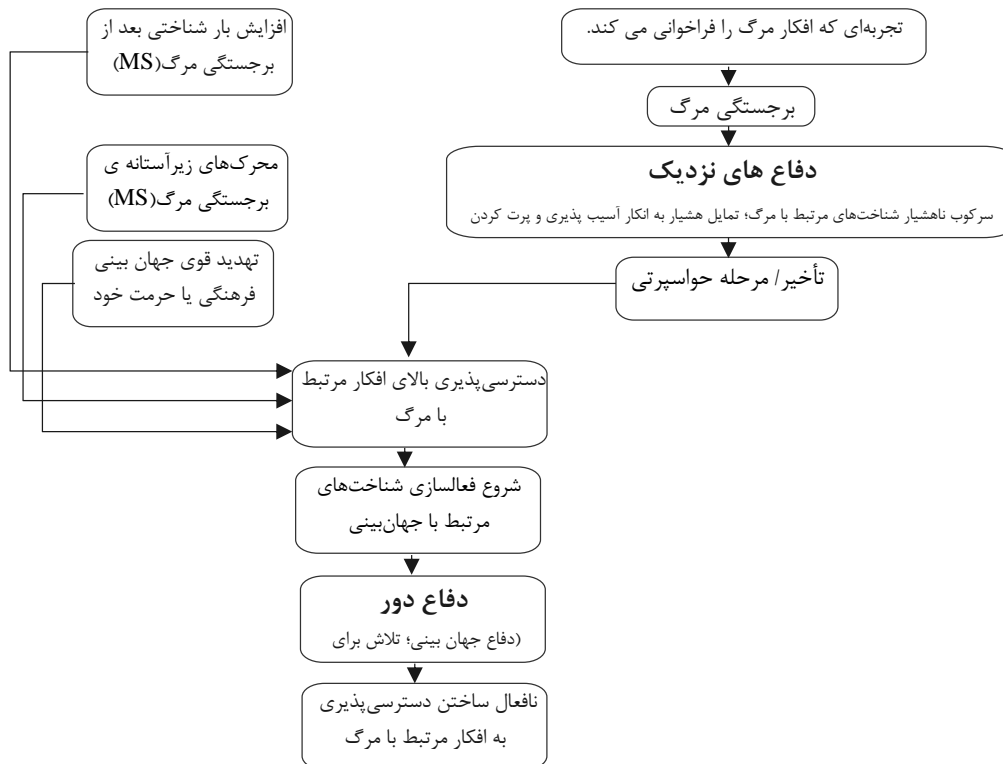 تجربه‌ای که افکار مرگ را فراخوانی می کند.
برجستگی مرگ
دفاع های نزدیک
سرکوب ناهشیار شناخت‌های مرتبط با مرگ؛ تمایل هشیار به انکار آسیب پذیری و پرت کردن
تأخیر/ مرحله حواسپرتی
افزایش بار شناختی بعد از
برجستگی مرگ(MS)
محرک‌های زیرآستانه ی
برجستگی مرگ(MS)
تهدید قوی جهان بینی
فرهنگی یا حرمت خود
دسترسی‌پذیری بالای افکار مرتبط
با مرگ
شروع فعالسازی شناخت‌های
مرتبط با جهان‌بینی
دفاع دور
(دفاع جهان بینی؛ تلاش برای
نافعال ساختن دسترسی‌پذیری
به افکار مرتبط با مرگ